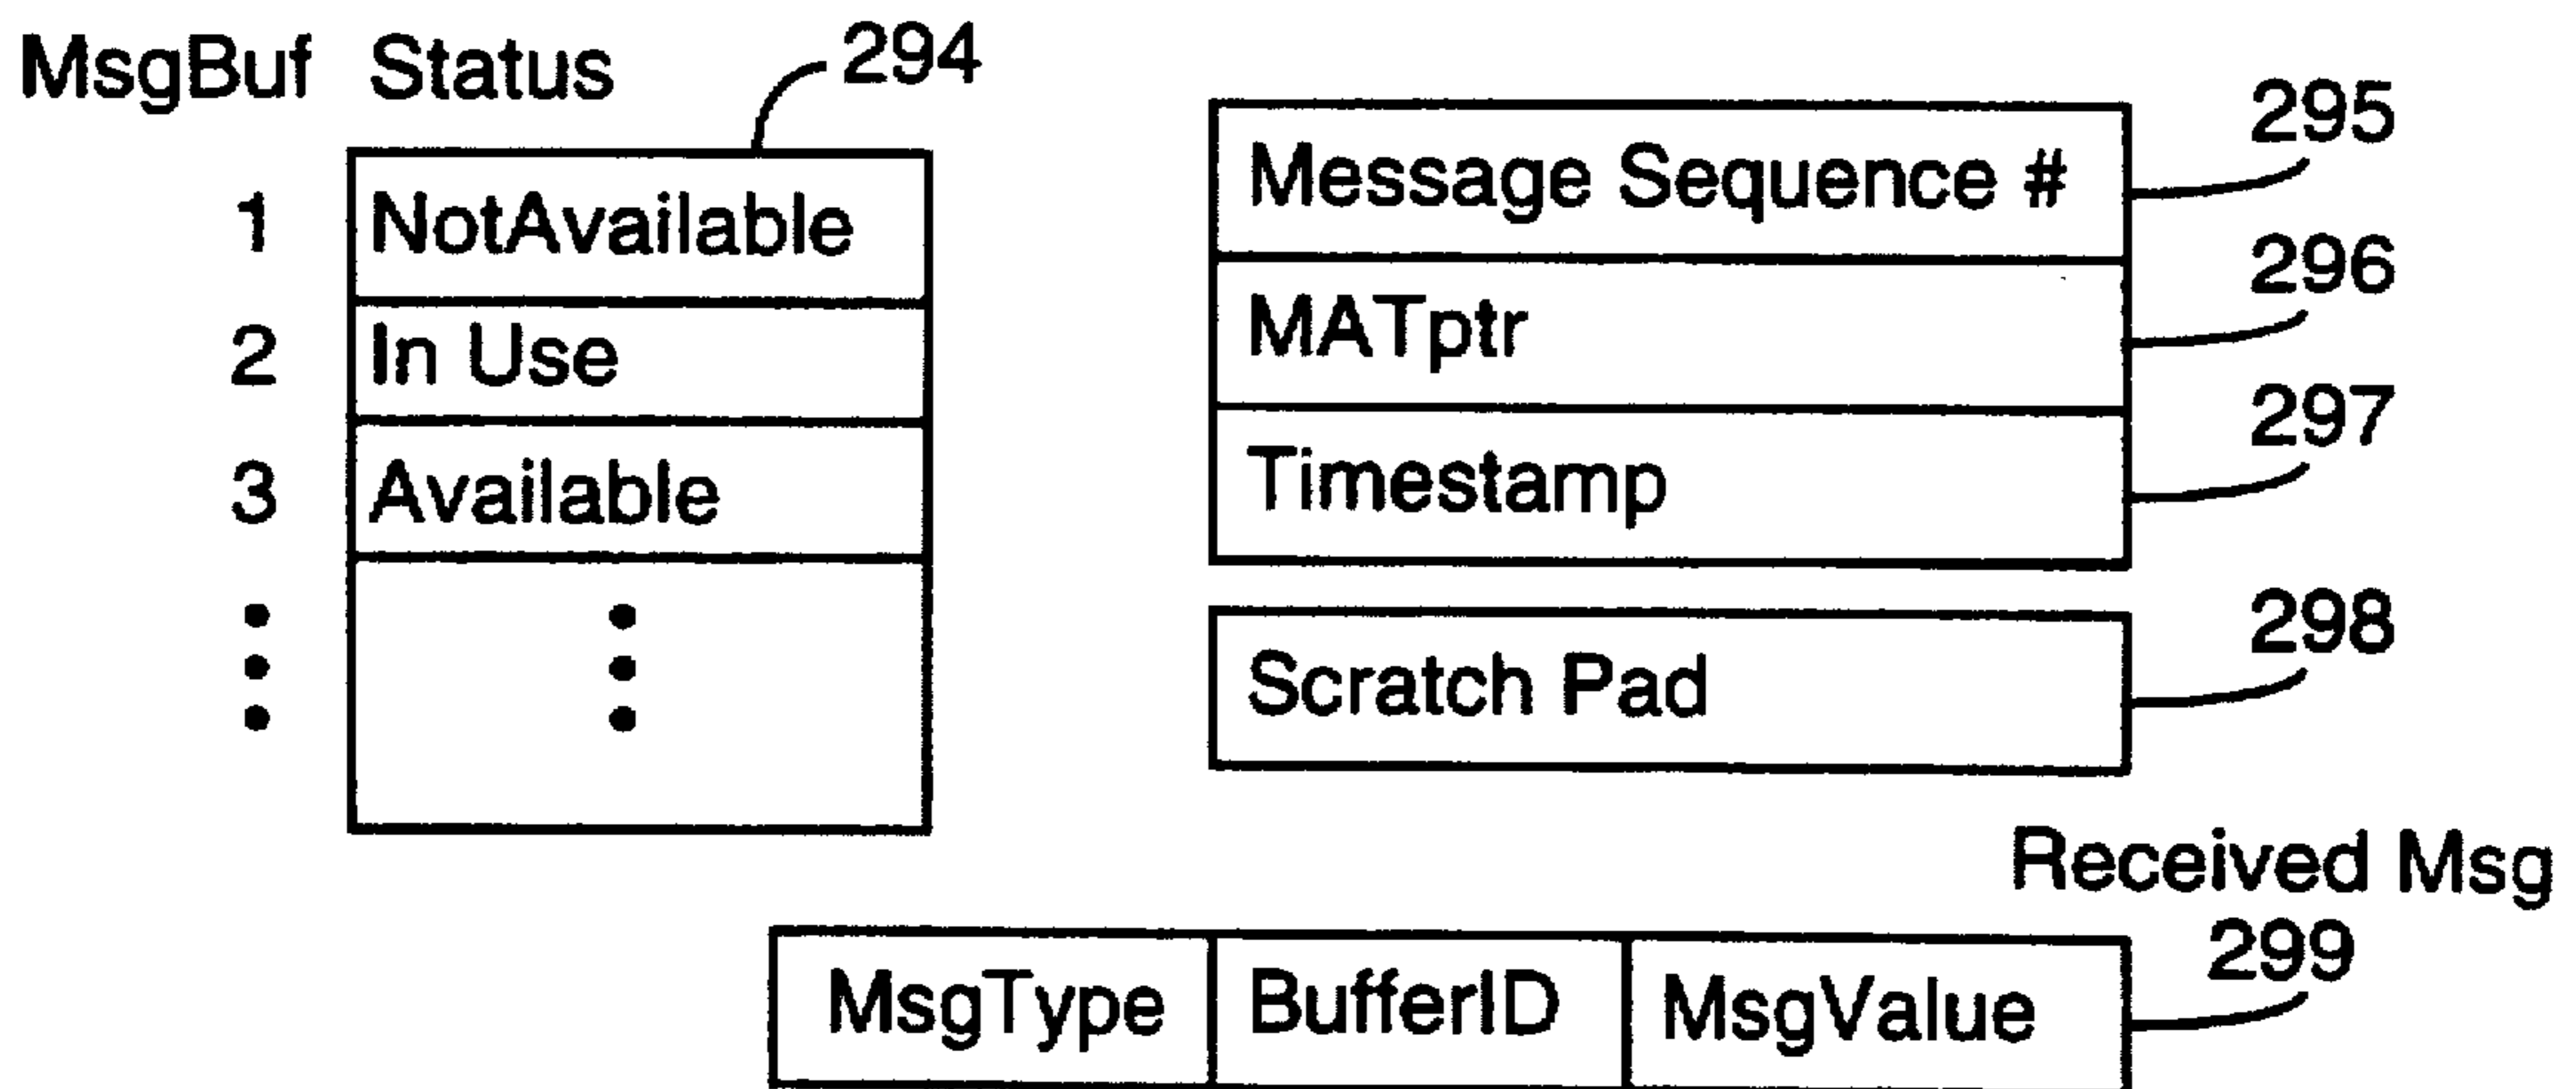 MsgBuf Status 294
1 NotAvailable
2 In Use
3 Available
Message Sequence # 295
MATptr 296
Timestamp 297
Scratch Pad 298
Received Msg
299
MsgType BufferID MsgValue